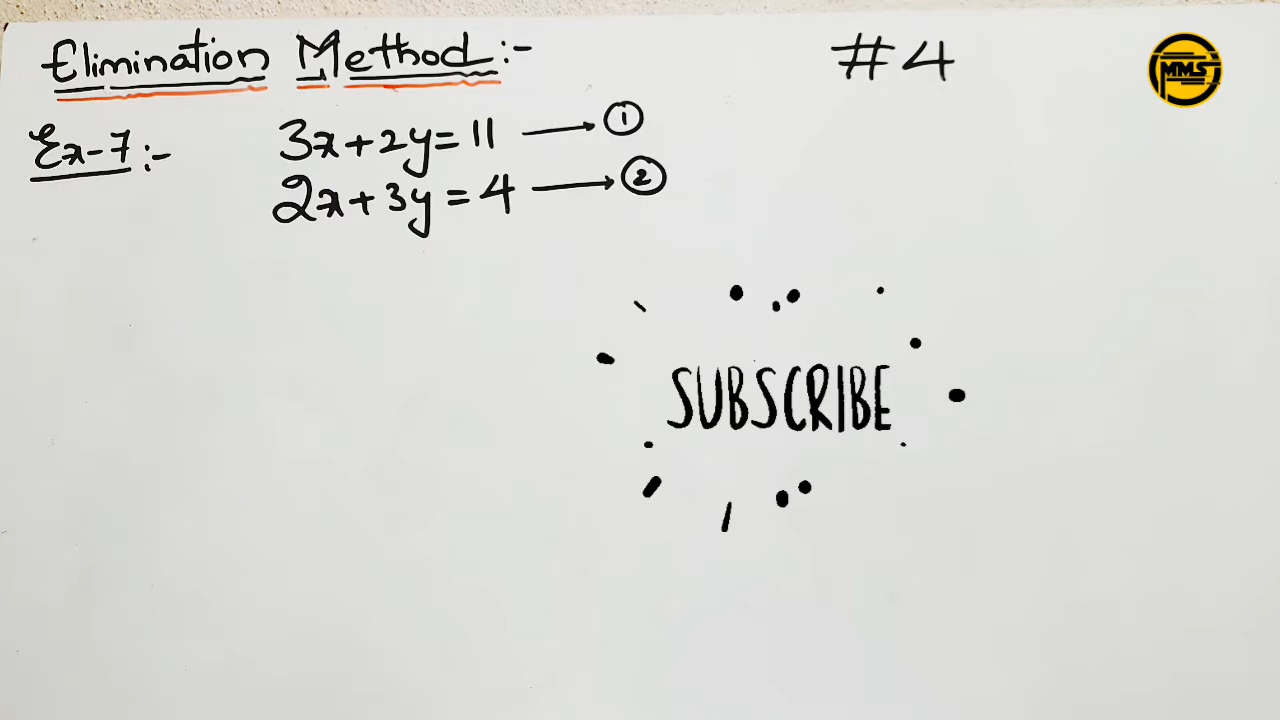 Elimination Method:- #4
MMS
Ex-7:- 3x+2y=11 → ①
2x+3y=4 → ②
SUBSCRIBE